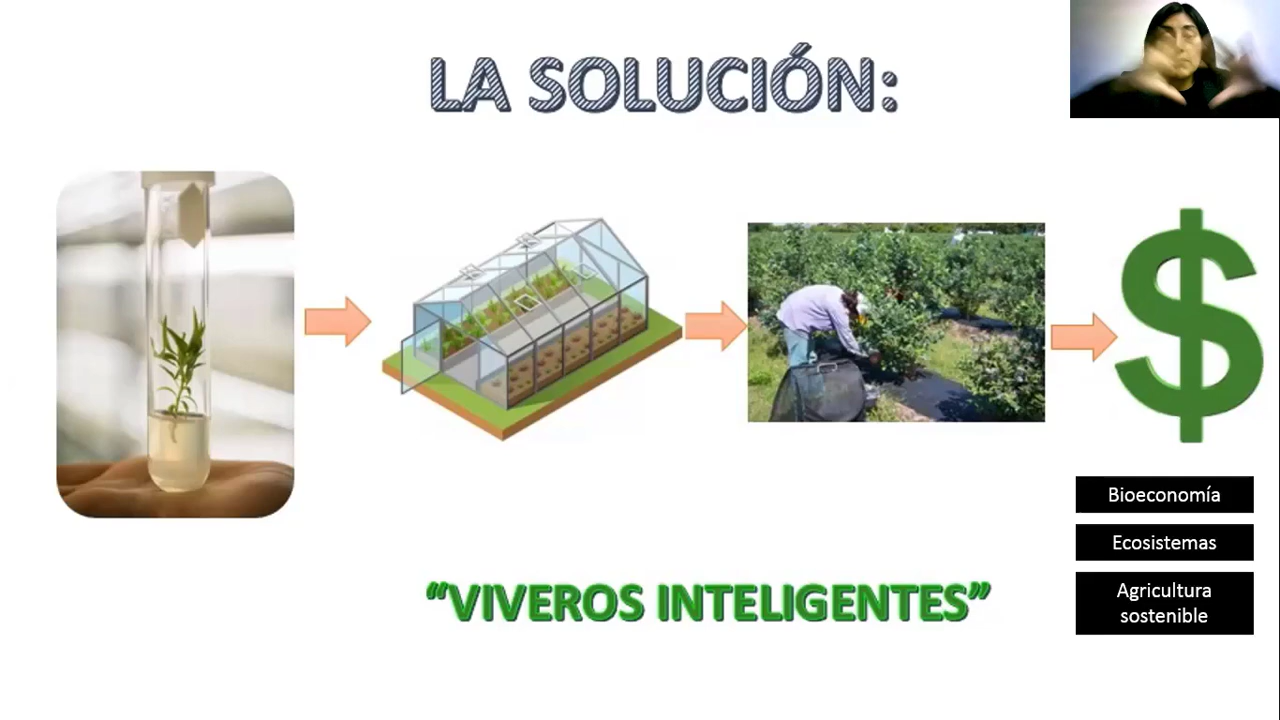 LA SOLUCIÓN:
Bioeconomía
Ecosistemas
Agricultura
sostenible
“VIVEROS INTELIGENTES”